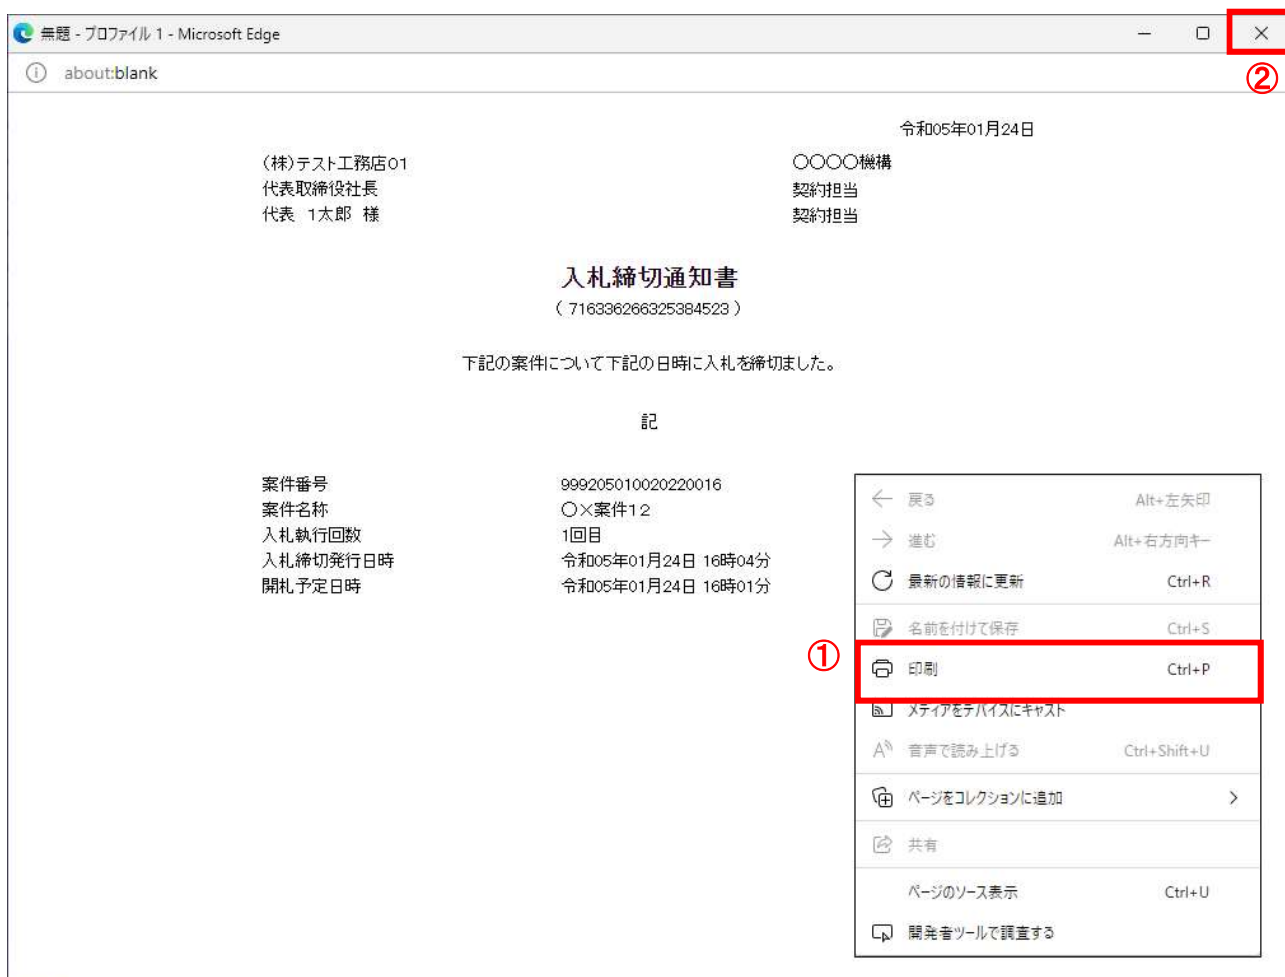 無題 - プロファイル 1 - Microsoft Edge
②
about:blank
令和05年01月24日
(株)テスト工務店01
代表取締役社長
代表 1太郎 様
〇〇〇〇機構
契約担当
契約担当
入札締切通知書
( 716336266325384523 )
下記の案件について下記の日時に入札を締切ました。
記
案件番号 999205010020220016
案件名称 〇×案件12
入札執行回数 1回目
入札締切発行日時 令和05年01月24日 16時04分
開札予定日時 令和05年01月24日 16時01分
戻る Alt+左矢印
進む Alt+右方向キー
最新の情報に更新 Ctrl+R
名前を付けて保存 Ctrl+S
①
印刷 Ctrl+P
メディアをデバイスにキャスト
音声で読み上げる Ctrl+Shift+U
ページをコレクションに追加
共有
ページのソース表示 Ctrl+U
開発者ツールで調査する